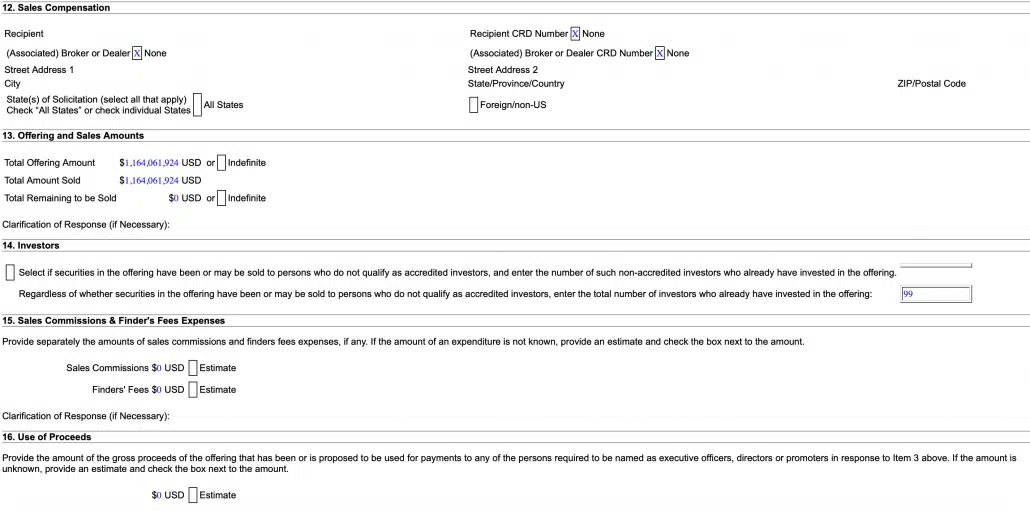 12. Sales Compensation
Recipient Recipient CRD Number X None
(Associated) Broker or Dealer X None (Associated) Broker or Dealer CRD Number X None
Street Address 1 Street Address 2
City State/Province/Country ZIP/Postal Code
State(s) of Solicitation (select all that apply)
Check "All States" or check individual States All States Foreign/non-US
13. Offering and Sales Amounts
Total Offering Amount $1,164,061,924 USD or Indefinite
Total Amount Sold $1,164,061,924 USD
Total Remaining to be Sold $0 USD or Indefinite
Clarification of Response (if Necessary):
14. Investors
Select if securities in the offering have been or may be sold to persons who do not qualify as accredited investors, and enter the number of such non-accredited investors who already have invested in the offering.
Regardless of whether securities in the offering have been or may be sold to persons who do not qualify as accredited investors, enter the total number of investors who already have invested in the offering: 99
15. Sales Commissions & Finder's Fees Expenses
Provide separately the amounts of sales commissions and finders fees expenses, if any. If the amount of an expenditure is not known, provide an estimate and check the box next to the amount.
Sales Commissions $0 USD Estimate
Finders' Fees $0 USD Estimate
Clarification of Response (if Necessary):
16. Use of Proceeds
Provide the amount of the gross proceeds of the offering that has been or is proposed to be used for payments to any of the persons required to be named as executive officers, directors or promoters in response to Item 3 above. If the amount is
unknown, provide an estimate and check the box next to the amount.
$0 USD Estimate